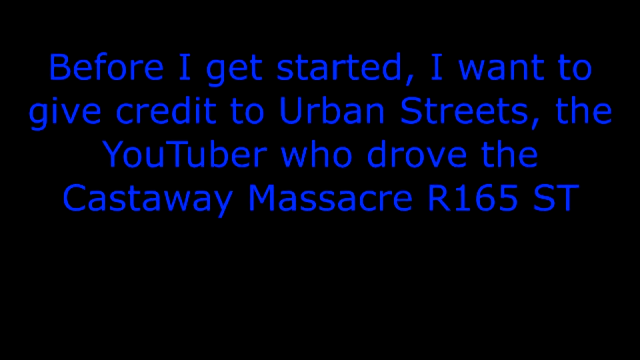 Before I get started, I want to
give credit to Urban Streets, the
YouTuber who drove the
Castaway Massacre R165 ST